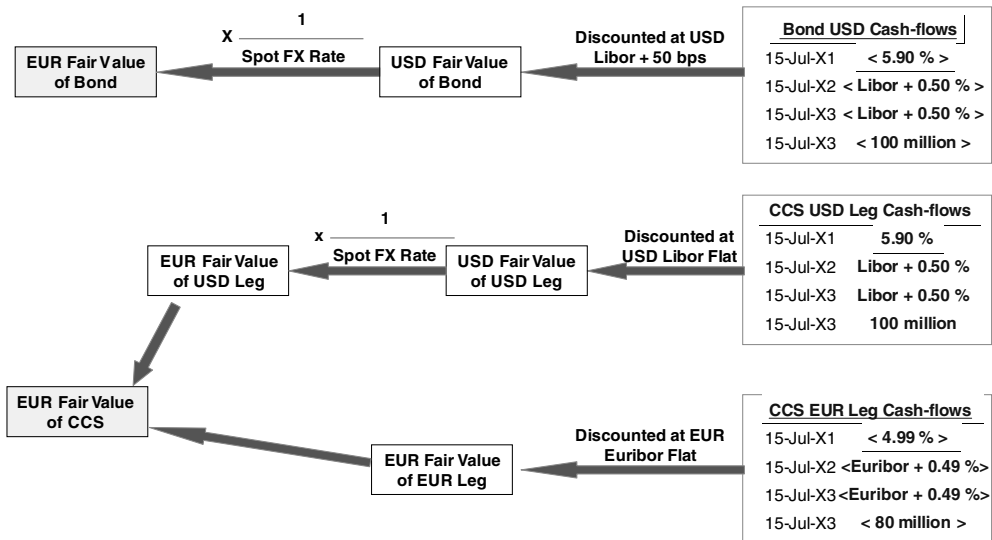 1
X
Spot FX Rate
EUR Fair Value
of Bond
USD Fair Value
of Bond
Discounted at USD
Libor + 50 bps
Bond USD Cash-flows
15-Jul-X1 < 5.90 % >
15-Jul-X2 < Libor + 0.50 % >
15-Jul-X3 < Libor + 0.50 % >
15-Jul-X3 < 100 million >
1
x
Spot FX Rate
EUR Fair Value
of USD Leg
USD Fair Value
of USD Leg
Discounted at
USD Libor Flat
CCS USD Leg Cash-flows
15-Jul-X1 5.90 %
15-Jul-X2 Libor + 0.50 %
15-Jul-X3 Libor + 0.50 %
15-Jul-X3 100 million
EUR Fair Value
of CCS
EUR Fair Value
of EUR Leg
Discounted at EUR
Euribor Flat
CCS EUR Leg Cash-flows
15-Jul-X1 < 4.99 % >
15-Jul-X2 <Euribor + 0.49 %>
15-Jul-X3 <Euribor + 0.49 %>
15-Jul-X3 < 80 million >